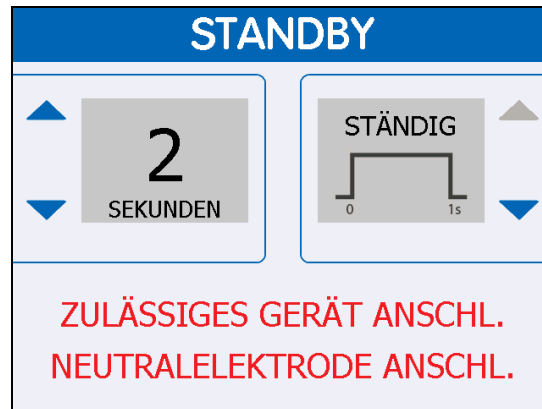 STANDBY
2
SEKUNDEN
STÄNDIG
0 1s
ZULÄSSIGES GERÄT ANSCHL.
NEUTRALELEKTRODE ANSCHL.